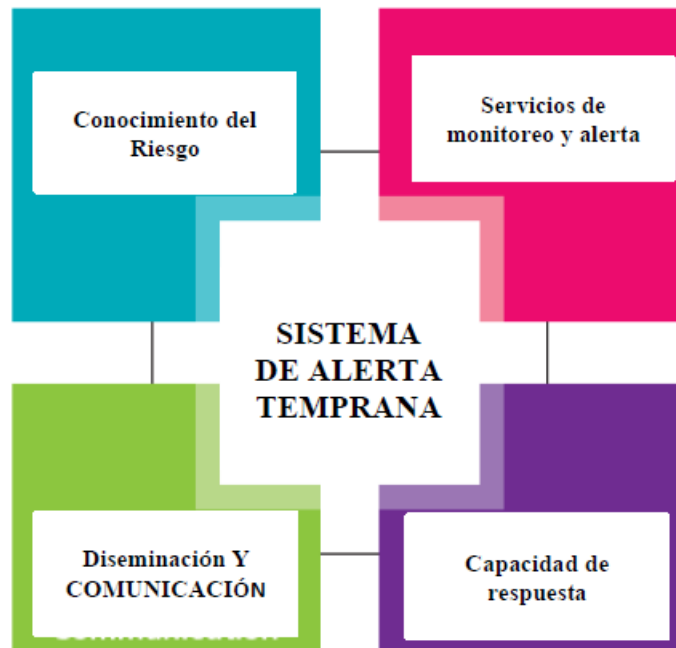 Conocimiento del
Riesgo
Servicios de
monitoreo y alerta
SISTEMA
DE ALERTA
TEMPRANA
Diseminación Y
COMUNICACIÓN
Capacidad de
respuesta